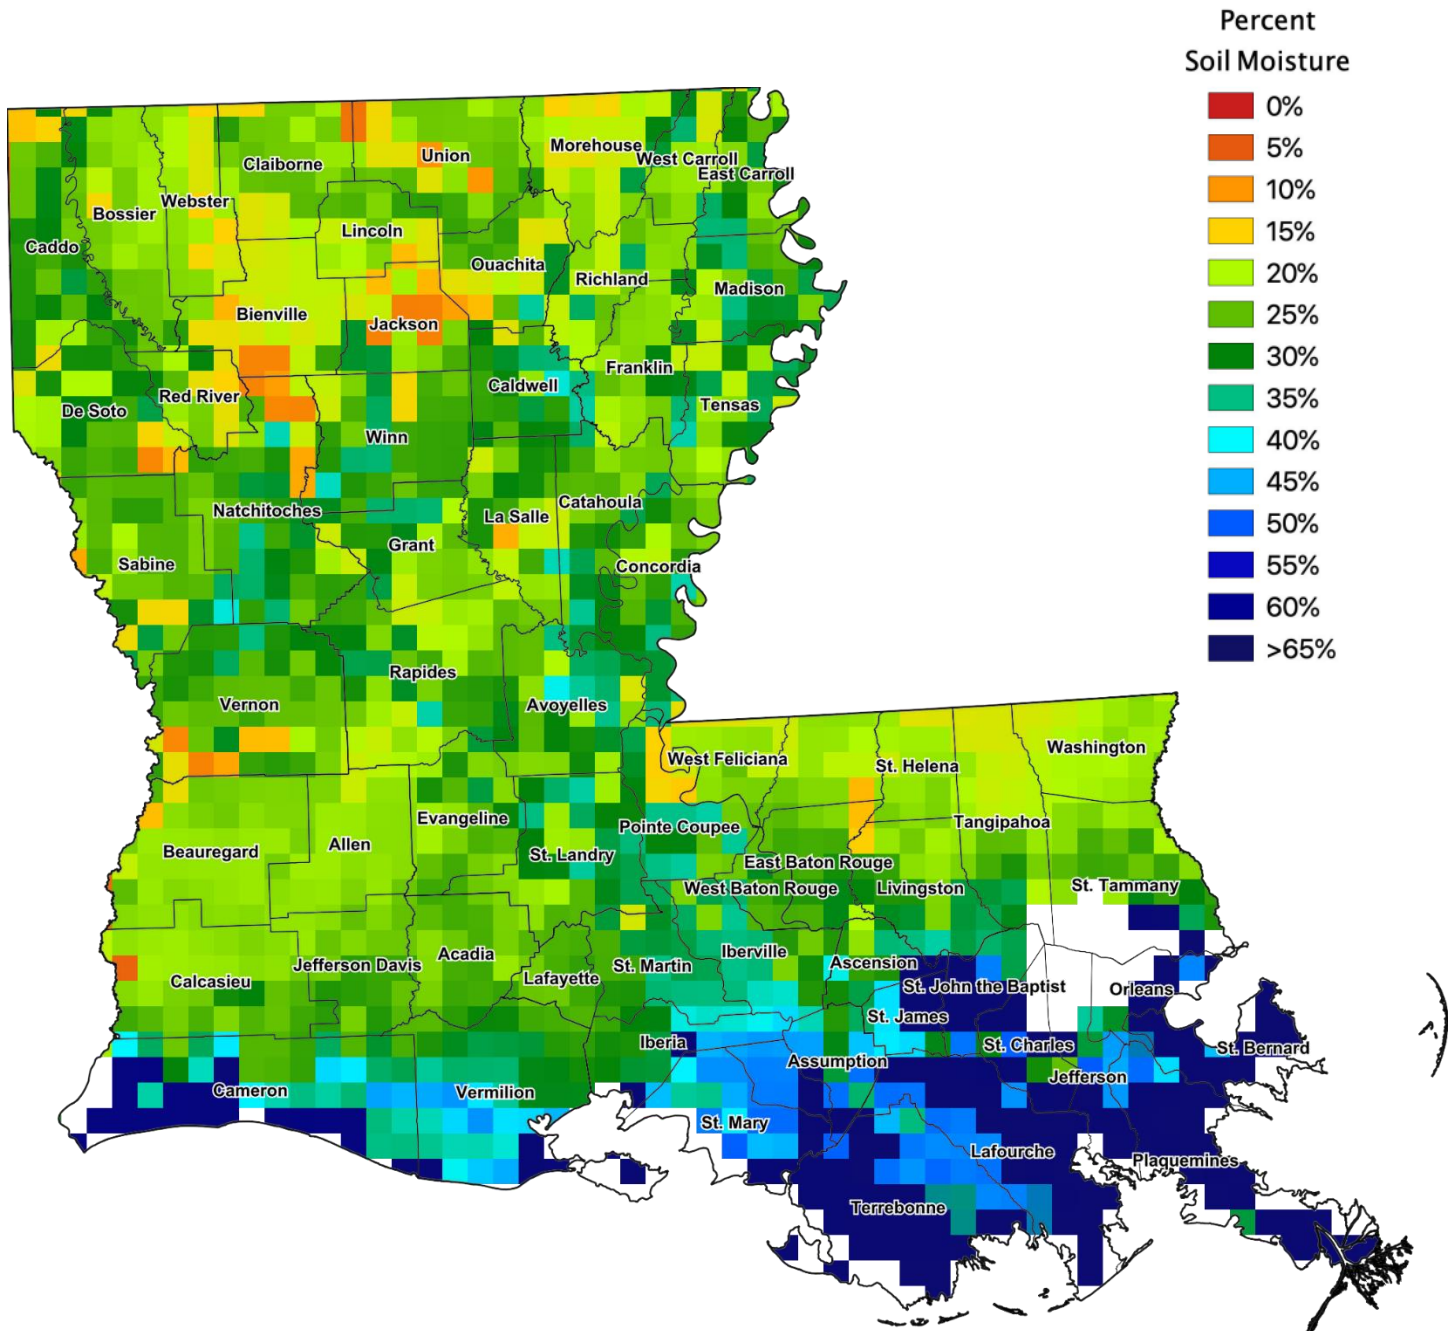 Percent
Soil Moisture
0%
5%
10%
15%
20%
25%
30%
35%
40%
45%
50%
55%
60%
>65%
Morehouse
Union
West Carroll
Claiborne
East Carroll
Webster
Bossier
Lincoln
Caddo
Ouachita
Richland
Madison
Bienville
Jackson
Franklin
Caldwell
Red River
Tensas
De Soto
Winn
Catahoula
Natchitoches
La Salle
Grant
Sabine
Concordia
Rapides
Vernon
Avoyelles
Washington
West Feliciana
St. Helena
Evangeline
Tangipahoa
Pointe Coupee
Allen
Beauregard
St. Landry
East Baton Rouge
St. Tammany
West Baton Rouge
Livingston
Iberville
Acadia
Ascension
Jefferson Davis
St. Martin
Lafayette
Calcasieu
St. John the Baptist
Orleans
St. James
Iberia
St. Charles
St. Bernard
Assumption
Jefferson
Cameron
Vermilion
St. Mary
Lafourche
Plaquemines
Terrebonne